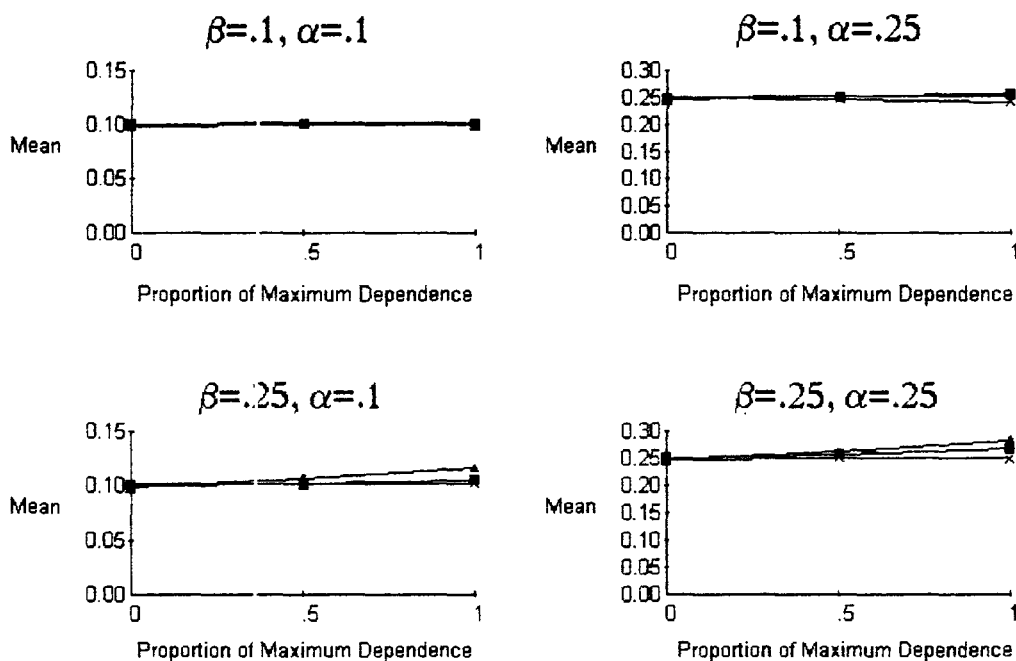 β=.1, α=.1
0.15
0.10
Mean
0.05
0.00
0 .5 1
Proportion of Maximum Dependence
β=.1, α=.25
0.30
0.25
0.20
Mean
0.15
0.10
0.05
0.00
0 .5 1
Proportion of Maximum Dependence
β=.25, α=.1
0.15
0.10
Mean
0.05
0.00
0 .5 1
Proportion of Maximum Dependence
β=.25, α=.25
0.30
0.25
0.20
Mean
0.15
0.10
0.05
0.00
0 .5 1
Proportion of Maximum Dependence